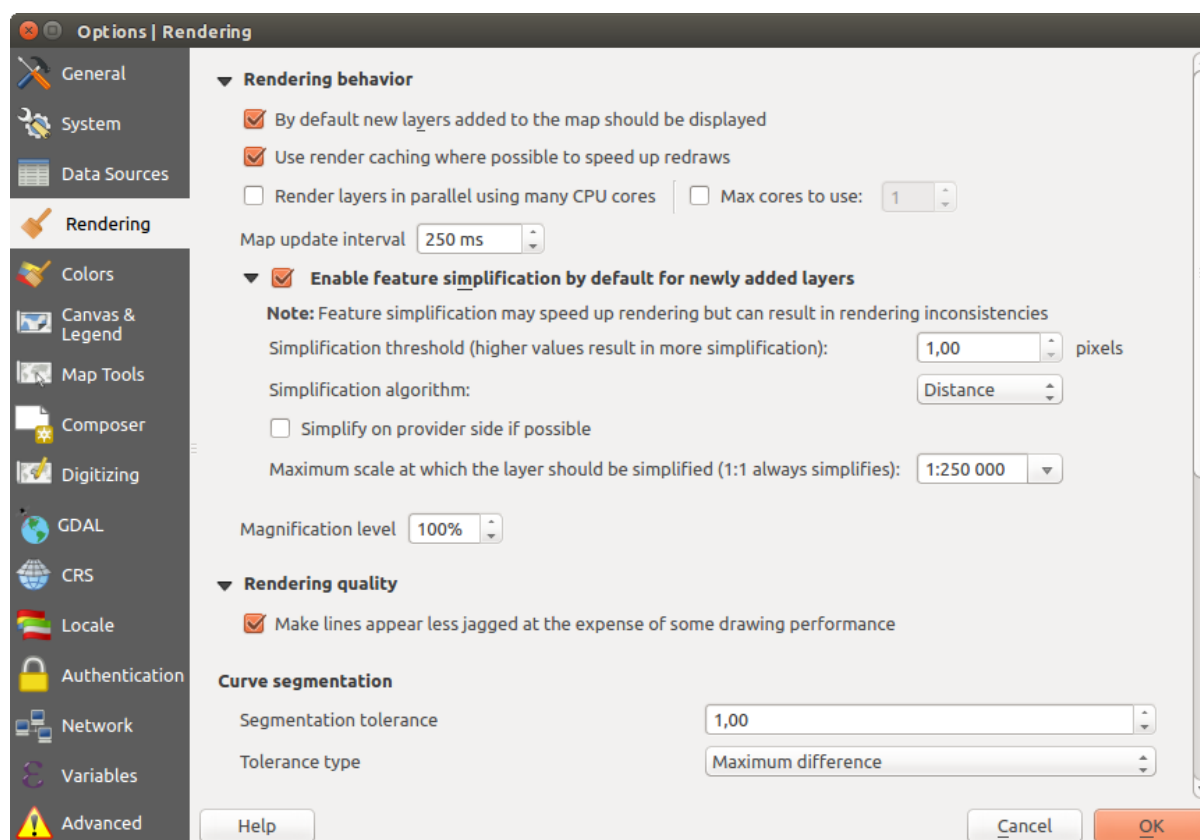 Options | Rendering
General
System
Data Sources
Rendering
Colors
Canvas &
Legend
Map Tools
Composer
Digitizing
GDAL
CRS
Locale
Authentication
Network
Variables
Advanced
Rendering behavior
By default new layers added to the map should be displayed
Use render caching where possible to speed up redraws
Render layers in parallel using many CPU cores Max cores to use: 1
Map update interval 250 ms
Enable feature simplification by default for newly added layers
Note: Feature simplification may speed up rendering but can result in rendering inconsistencies
Simplification threshold (higher values result in more simplification): 1,00 pixels
Simplification algorithm: Distance
Simplify on provider side if possible
Maximum scale at which the layer should be simplified (1:1 always simplifies): 1:250 000
Magnification level 100%
Rendering quality
Make lines appear less jagged at the expense of some drawing performance
Curve segmentation
Segmentation tolerance 1,00
Tolerance type Maximum difference
Help Cancel OK